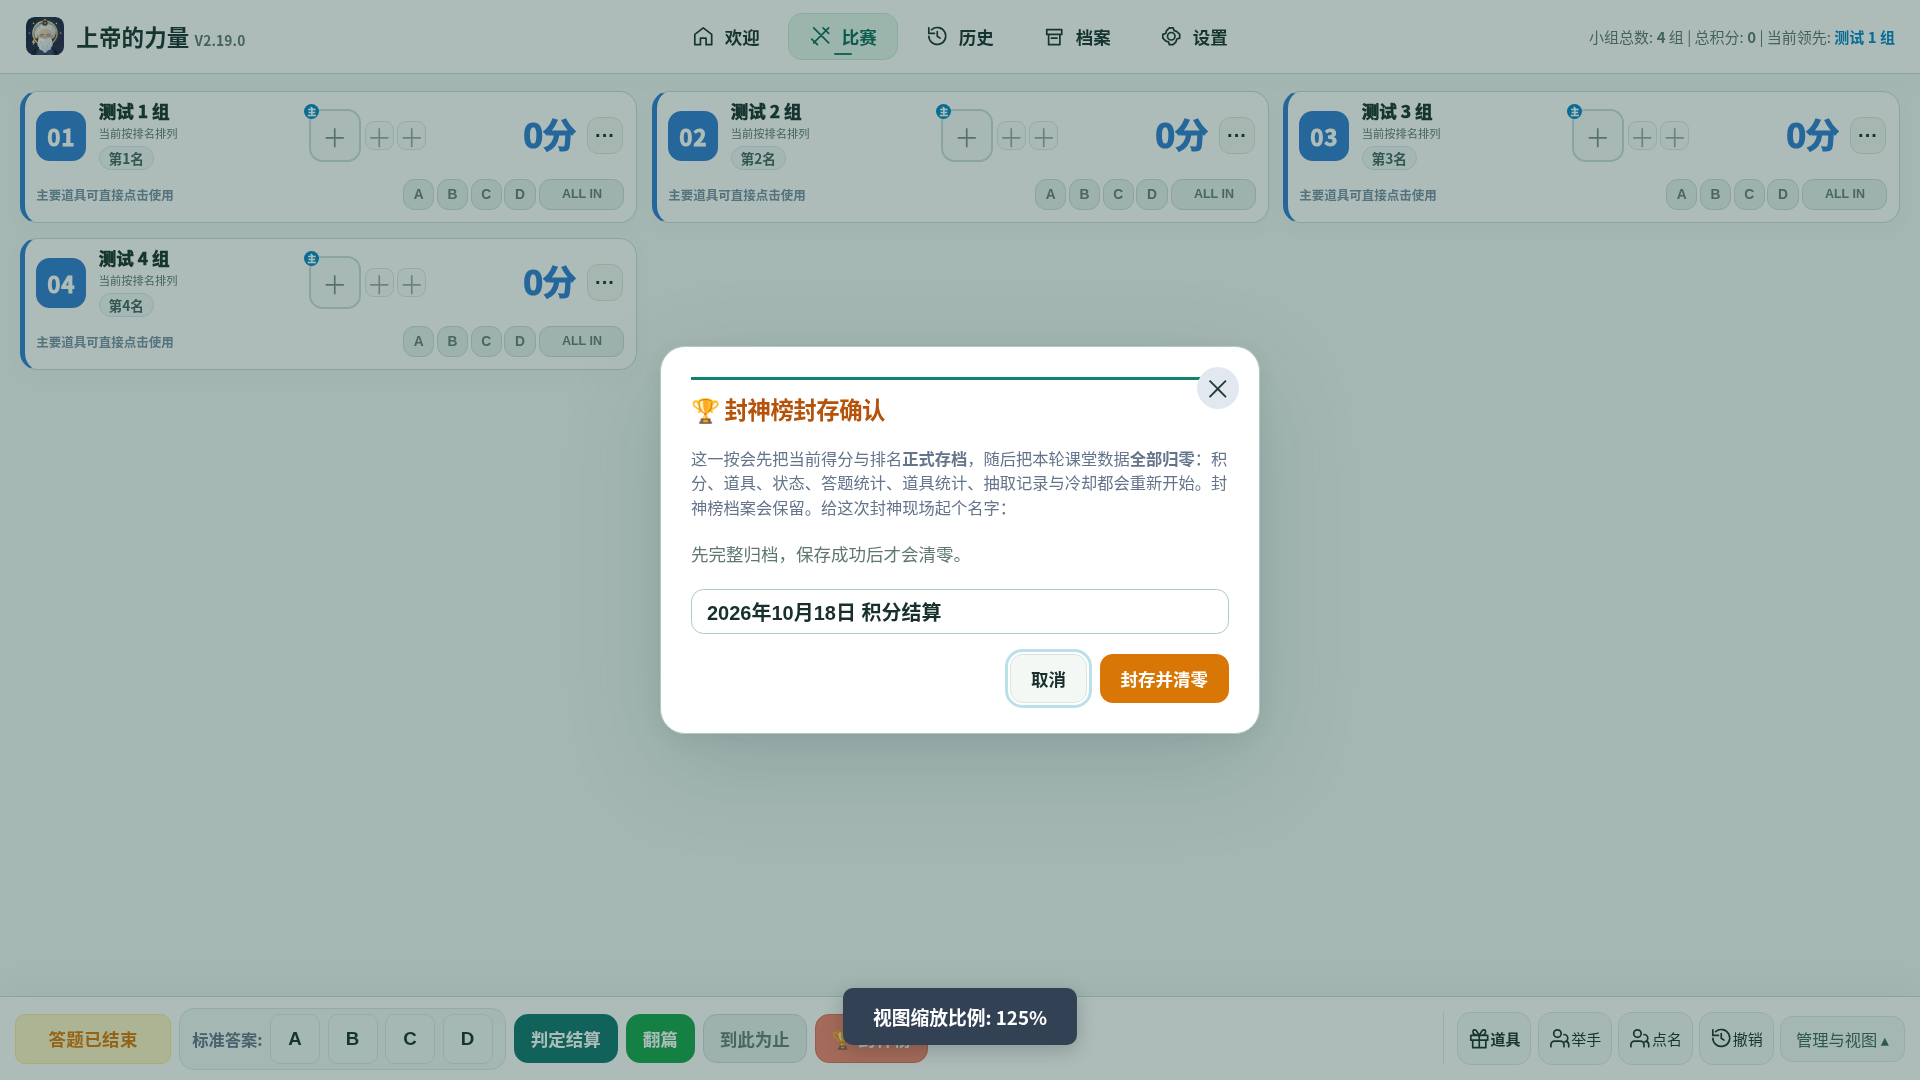 上帝的力量 V2.19.0
欢迎
比赛
历史
档案
设置
小组总数: 4 组 | 总积分: 0 | 当前领先: 测试 1 组
01
测试 1 组
当前按排名排列
第1名
主
0分
主要道具可直接点击使用
A B C D ALL IN
02
测试 2 组
当前按排名排列
第2名
主
0分
主要道具可直接点击使用
A B C D ALL IN
03
测试 3 组
当前按排名排列
第3名
主
0分
主要道具可直接点击使用
A B C D ALL IN
04
测试 4 组
当前按排名排列
第4名
主
0分
主要道具可直接点击使用
A B C D ALL IN
🏆 封神榜封存确认
这一按会先把当前得分与排名正式存档，随后把本轮课堂数据全部归零：积
分、道具、状态、答题统计、道具统计、抽取记录与冷却都会重新开始。封
神榜档案会保留。给这次封神现场起个名字：
先完整归档，保存成功后才会清零。
2026年10月18日 积分结算
取消
封存并清零
视图缩放比例: 125%
答题已结束
标准答案: A B C D
判定结算
翻篇
到此为止
道具
举手
点名
撤销
管理与视图 ▴